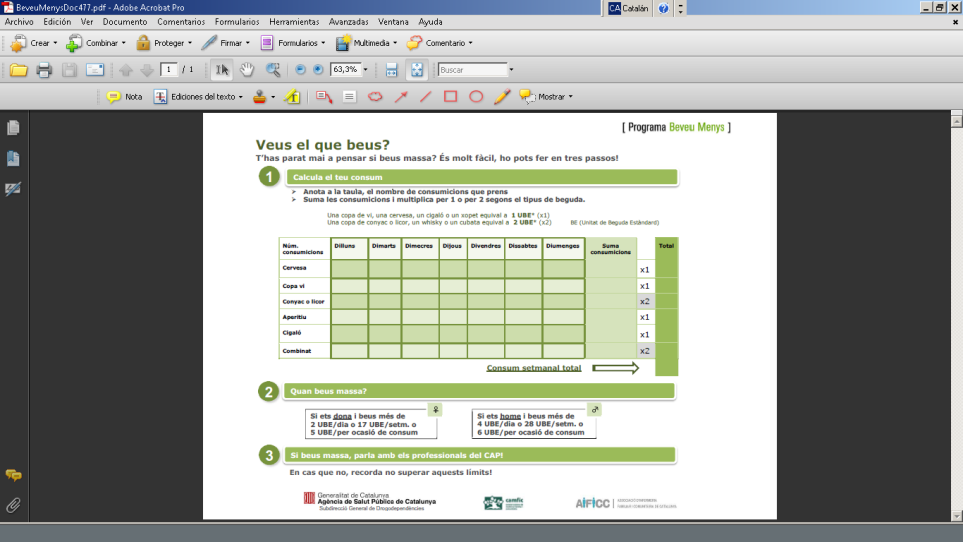 BeveuMenysDoc477.pdf - Adobe Acrobat Pro
CA Catalán
Archivo Edición Ver Documento Comentarios Formularios Herramientas Avanzadas Ventana Ayuda
Crear Combinar Proteger Firmar Formularios Multimedia Comentario
1 / 1 63,3% Buscar
Nota Ediciones del texto Mostrar
[ Programa Beveu Menys ]
Veus el que beus?
T'has parat mai a pensar si beus massa? És molt fàcil, ho pots fer en tres passos!
1 Calcula el teu consum
Anota a la taula, el nombre de consumicions que prens
Suma les consumicions i multiplica per 1 o per 2 segons el tipus de beguda.
Una copa de vi, una cervesa, un cigaló o un xopet equival a 1 UBE* (x1)
Una copa de conyac o licor, un whisky o un cubata equival a 2 UBE* (x2) BE (Unitat de Beguda Estàndard)
Núm. consumicions Dilluns Dimarts Dimecres Dijous Divendres Dissabtes Diumenges Suma consumicions Total
Cervesa x1
Copa vi x1
Conyac o licor x2
Aperitiu x1
Cigaló x1
Combinat x2
Consum setmanal total
2 Quan beus massa?
Si ets dona i beus més de
2 UBE/dia o 17 UBE/setm. o
5 UBE/per ocasió de consum
Si ets home i beus més de
4 UBE/dia o 28 UBE/setm. o
6 UBE/per ocasió de consum
3 Si beus massa, parla amb els professionals del CAP!
En cas que no, recorda no superar aquests límits!
Generalitat de Catalunya
Agència de Salut Pública de Catalunya
Subdirecció General de Drogodependències
camfic
AIFICC